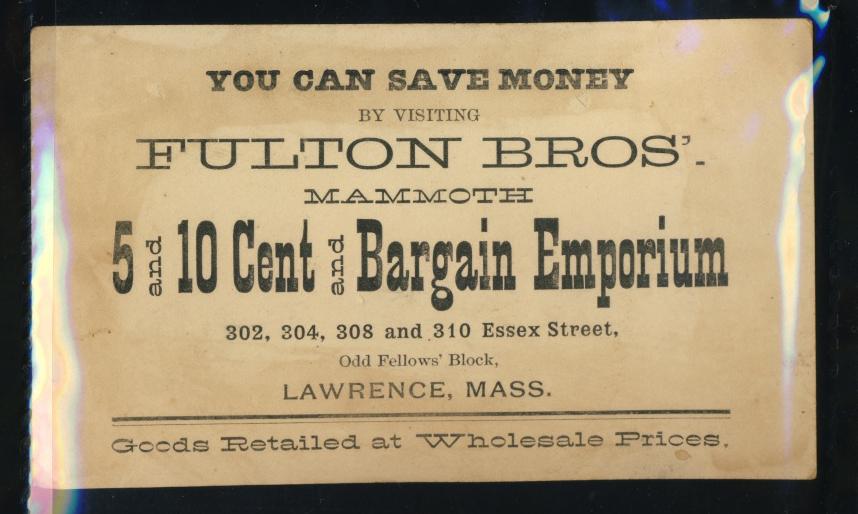 YOU CAN SAVE MONEY
BY VISITING
FULTON BROS'.
MAMMOTH
5 and 10 Cent and Bargain Emporium
302, 304, 308 and 310 Essex Street,
Odd Fellows' Block,
LAWRENCE, MASS.
Goods Retailed at Wholesale Prices.